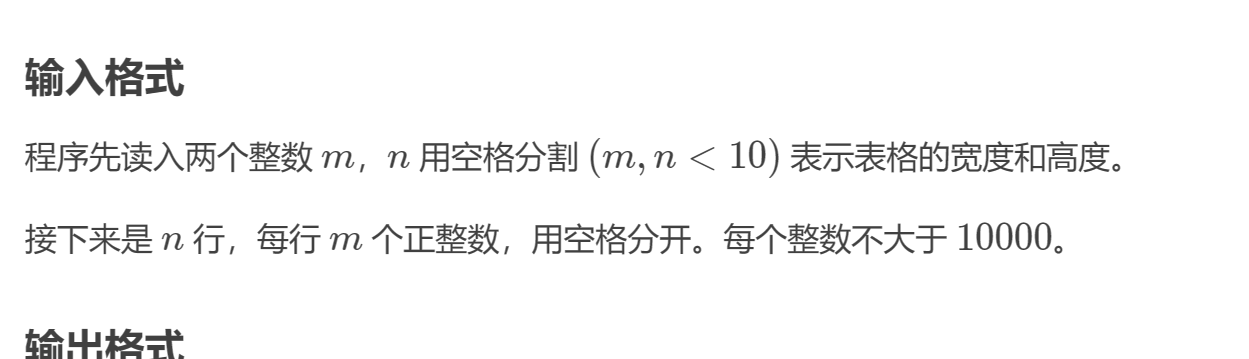 输入格式
程序先读入两个整数 m，n 用空格分割 (m, n < 10) 表示表格的宽度和高度。
接下来是 n 行，每行 m 个正整数，用空格分开。每个整数不大于 10000。
输出格式